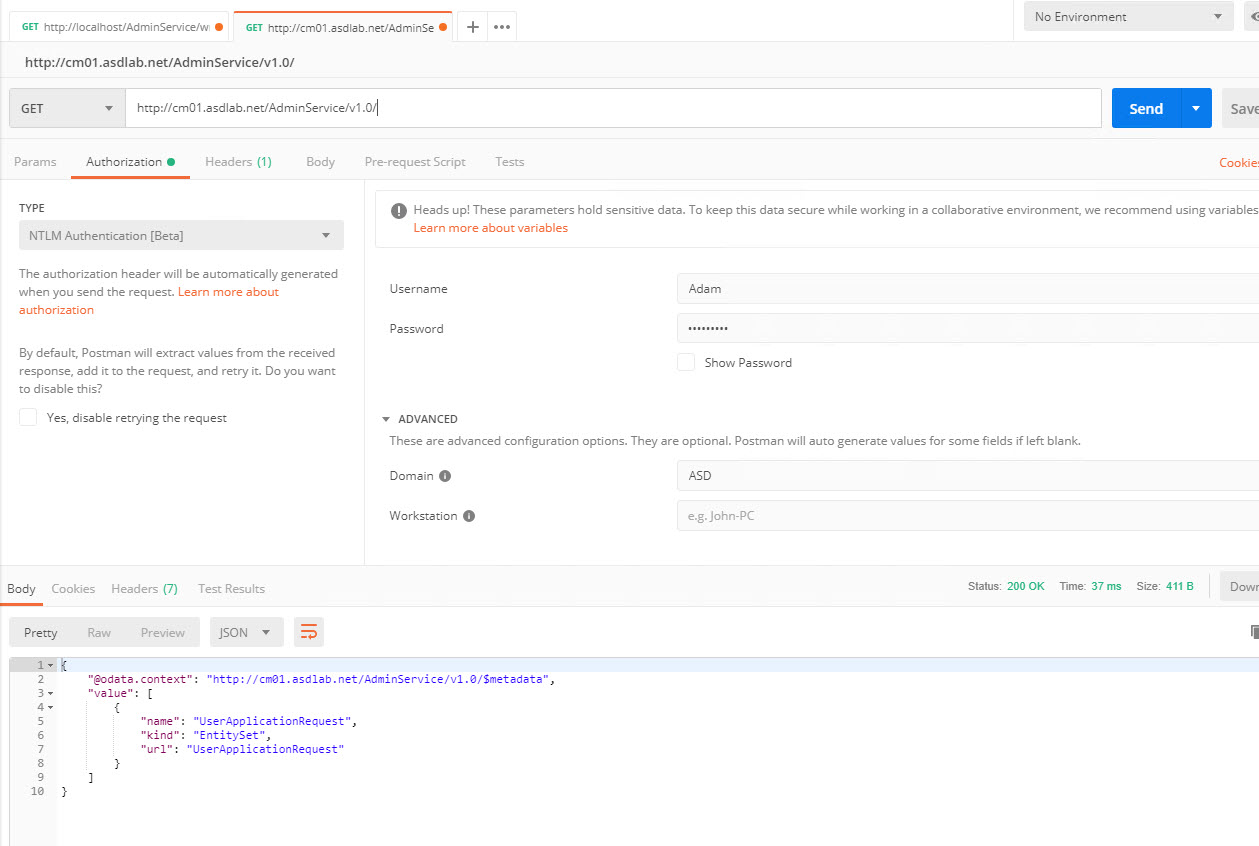 GET http://localhost/AdminService/w
GET http://cm01.asdlab.net/AdminSe
+
•••
No Environment
http://cm01.asdlab.net/AdminService/v1.0/
GET
http://cm01.asdlab.net/AdminService/v1.0/
Send
Save
Params Authorization Headers (1) Body Pre-request Script Tests
Cookies
TYPE
NTLM Authentication [Beta]
The authorization header will be automatically generated
when you send the request. Learn more about
authorization
By default, Postman will extract values from the received
response, add it to the request, and retry it. Do you want
to disable this?
Yes, disable retrying the request
Heads up! These parameters hold sensitive data. To keep this data secure while working in a collaborative environment, we recommend using variables
Learn more about variables
Username
Adam
Password
•••••••••
Show Password
ADVANCED
These are advanced configuration options. They are optional. Postman will auto generate values for some fields if left blank.
Domain
ASD
Workstation
e.g. John-PC
Body Cookies Headers (7) Test Results
Status: 200 OK Time: 37 ms Size: 411 B
Down
Pretty Raw Preview JSON
1 {
2 "@odata.context": "http://cm01.asdlab.net/AdminService/v1.0/$metadata",
3 "value": [
4 {
5 "name": "UserApplicationRequest",
6 "kind": "EntitySet",
7 "url": "UserApplicationRequest"
8 }
9 ]
10 }